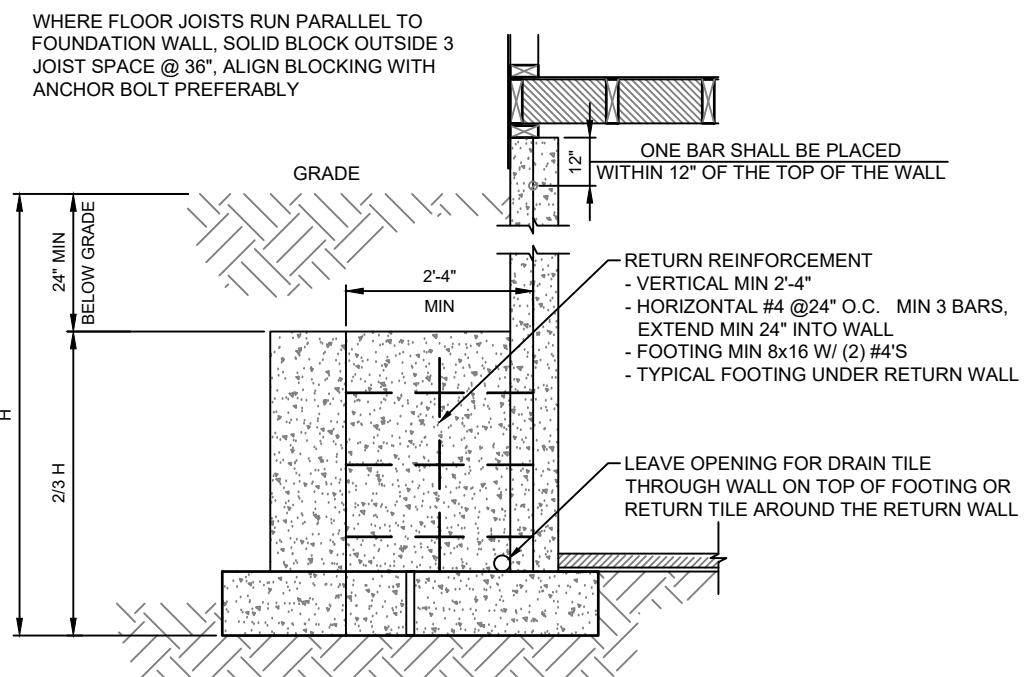 WHERE FLOOR JOISTS RUN PARALLEL TO
FOUNDATION WALL, SOLID BLOCK OUTSIDE 3
JOIST SPACE @ 36", ALIGN BLOCKING WITH
ANCHOR BOLT PREFERABLY
GRADE
12"
ONE BAR SHALL BE PLACED
WITHIN 12" OF THE TOP OF THE WALL
24" MIN
BELOW GRADE
2'-4"
MIN
RETURN REINFORCEMENT
- VERTICAL MIN 2'-4"
- HORIZONTAL #4 @24" O.C. MIN 3 BARS,
EXTEND MIN 24" INTO WALL
- FOOTING MIN 8x16 W/ (2) #4'S
- TYPICAL FOOTING UNDER RETURN WALL
H
2/3 H
LEAVE OPENING FOR DRAIN TILE
THROUGH WALL ON TOP OF FOOTING OR
RETURN TILE AROUND THE RETURN WALL